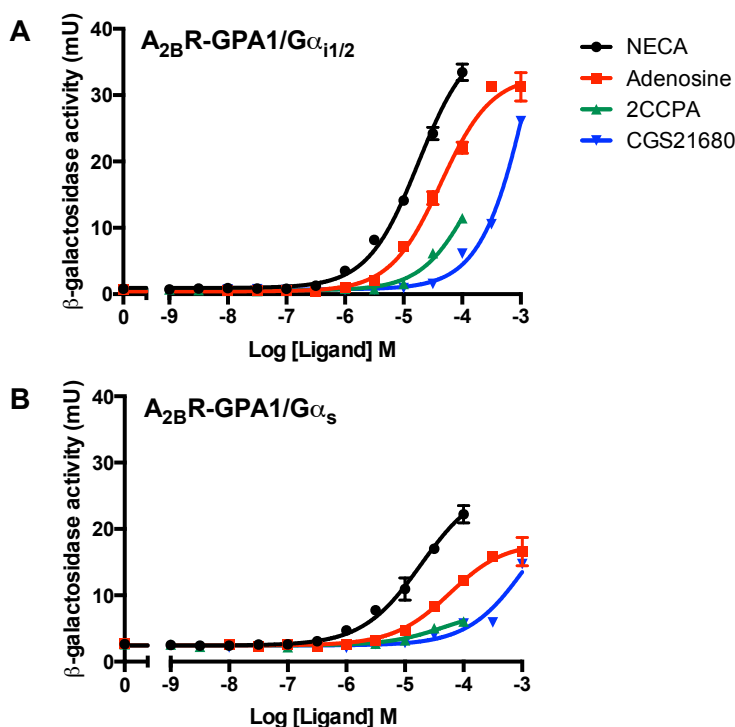 A
A2BR-GPA1/Gαi1/2
β-galactosidase activity (mU)
40
30
20
10
0
0 -9 -8 -7 -6 -5 -4 -3
Log [Ligand] M
NECA
Adenosine
2CCPA
CGS21680
B
A2BR-GPA1/Gαs
β-galactosidase activity (mU)
40
30
20
10
0
0 -9 -8 -7 -6 -5 -4 -3
Log [Ligand] M